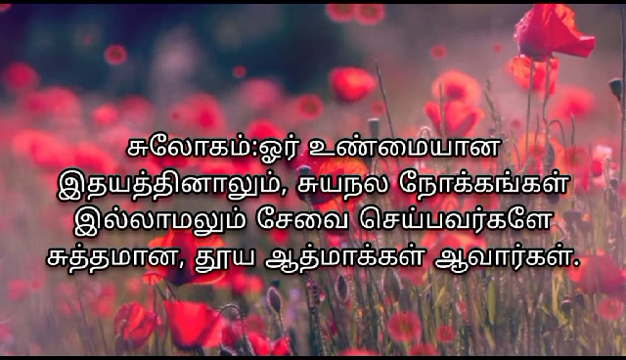 சுலோகம்:ஓர் உண்மையான
இதயத்தினாலும், சுயநல நோக்கங்கள்
இல்லாமலும் சேவை செய்பவர்களே
சுத்தமான, தூய ஆத்மாக்கள் ஆவார்கள்.